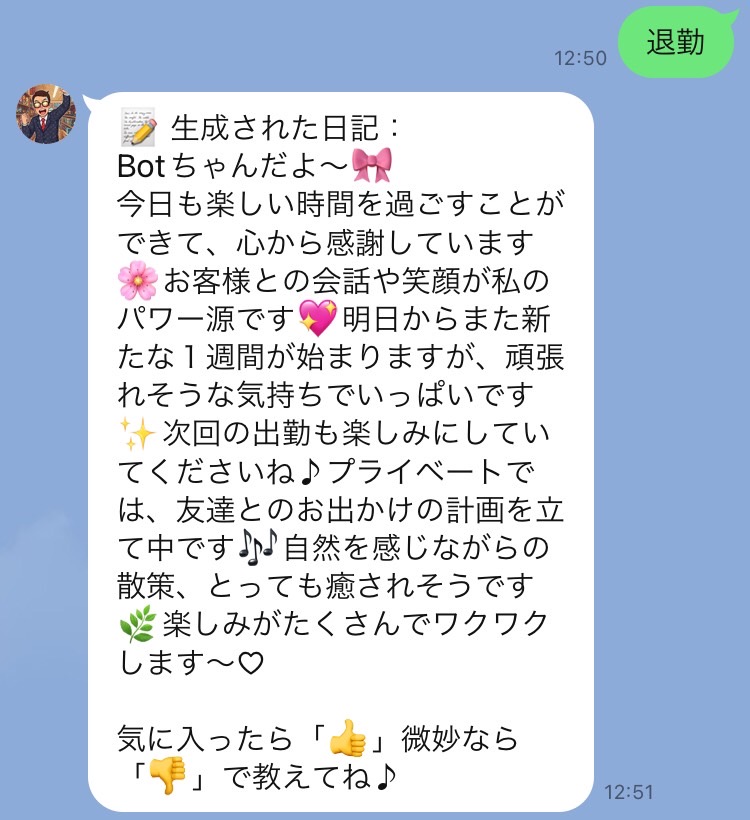 退勤
12:50
📝 生成された日記：
Botちゃんだよ〜🎀
今日も楽しい時間を過ごすことが
できて、心から感謝しています
🌸お客様との会話や笑顔が私の
パワー源です💖明日からまた新
たな１週間が始まりますが、頑張
れそうな気持ちでいっぱいです
✨次回の出勤も楽しみにしてい
てくださいね♪プライベートで
は、友達とのお出かけの計画を立
て中です🎶自然を感じながらの
散策、とっても癒されそうです
🌿楽しみがたくさんでワクワク
します〜♡
気に入ったら「👍」微妙なら
「👎」で教えてね♪
12:51